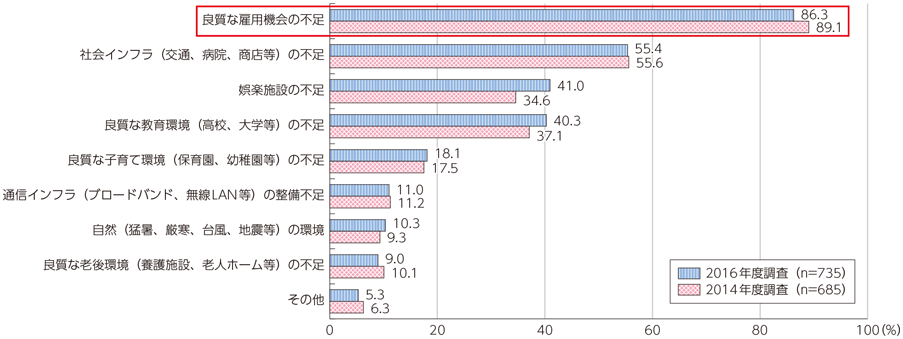 良質な雇用機会の不足
86.3
89.1
社会インフラ（交通、病院、商店等）の不足
55.4
55.6
娯楽施設の不足
41.0
34.6
良質な教育環境（高校、大学等）の不足
40.3
37.1
良質な子育て環境（保育園、幼稚園等）の不足
18.1
17.5
通信インフラ（ブロードバンド、無線LAN等）の整備不足
11.0
11.2
自然（猛暑、厳寒、台風、地震等）の環境
10.3
9.3
良質な老後環境（養護施設、老人ホーム等）の不足
9.0
10.1
その他
5.3
6.3
2016年度調査（n=735）
2014年度調査（n=685）
0 20 40 60 80 100(%)